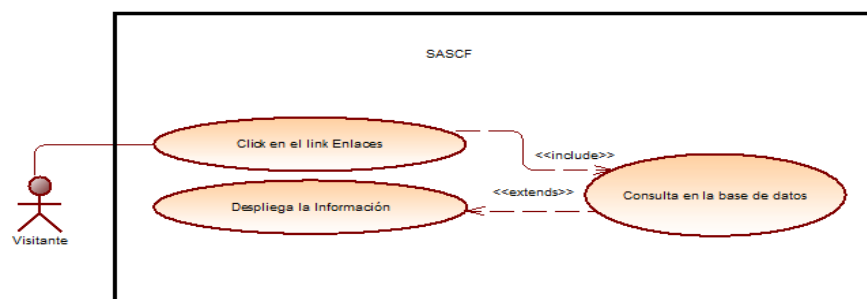 SASCF
Click en el link Enlaces
<<include>>
<<extends>>
Consulta en la base de datos
Despliega la Información
Visitante